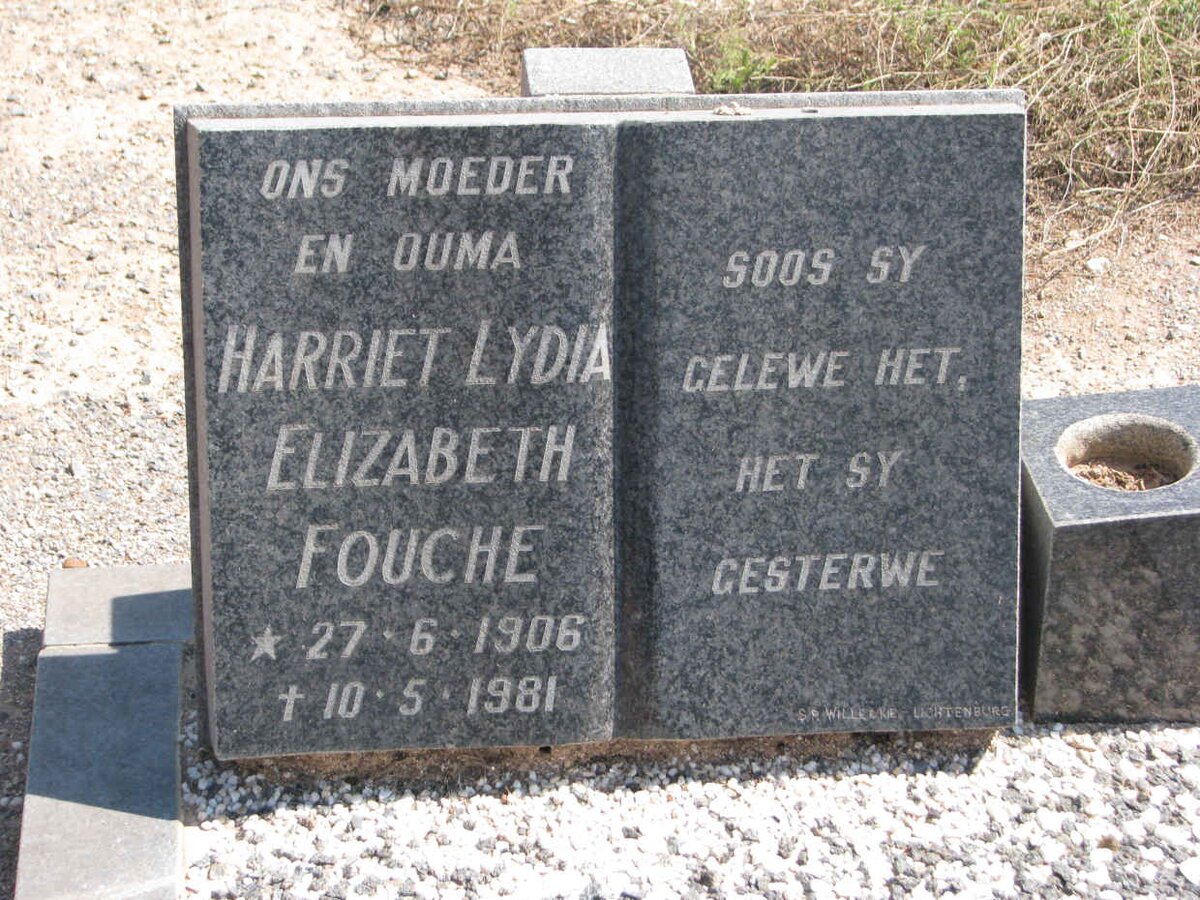 ONS MOEDER
EN OUMA
HARRIET LYDIA
ELIZABETH
FOUCHE
★ 27 · 6 · 1906
✝ 10 · 5 · 1981
SOOS SY
GELEWE HET,
HET SY
GESTERWE
LICHTENBURG